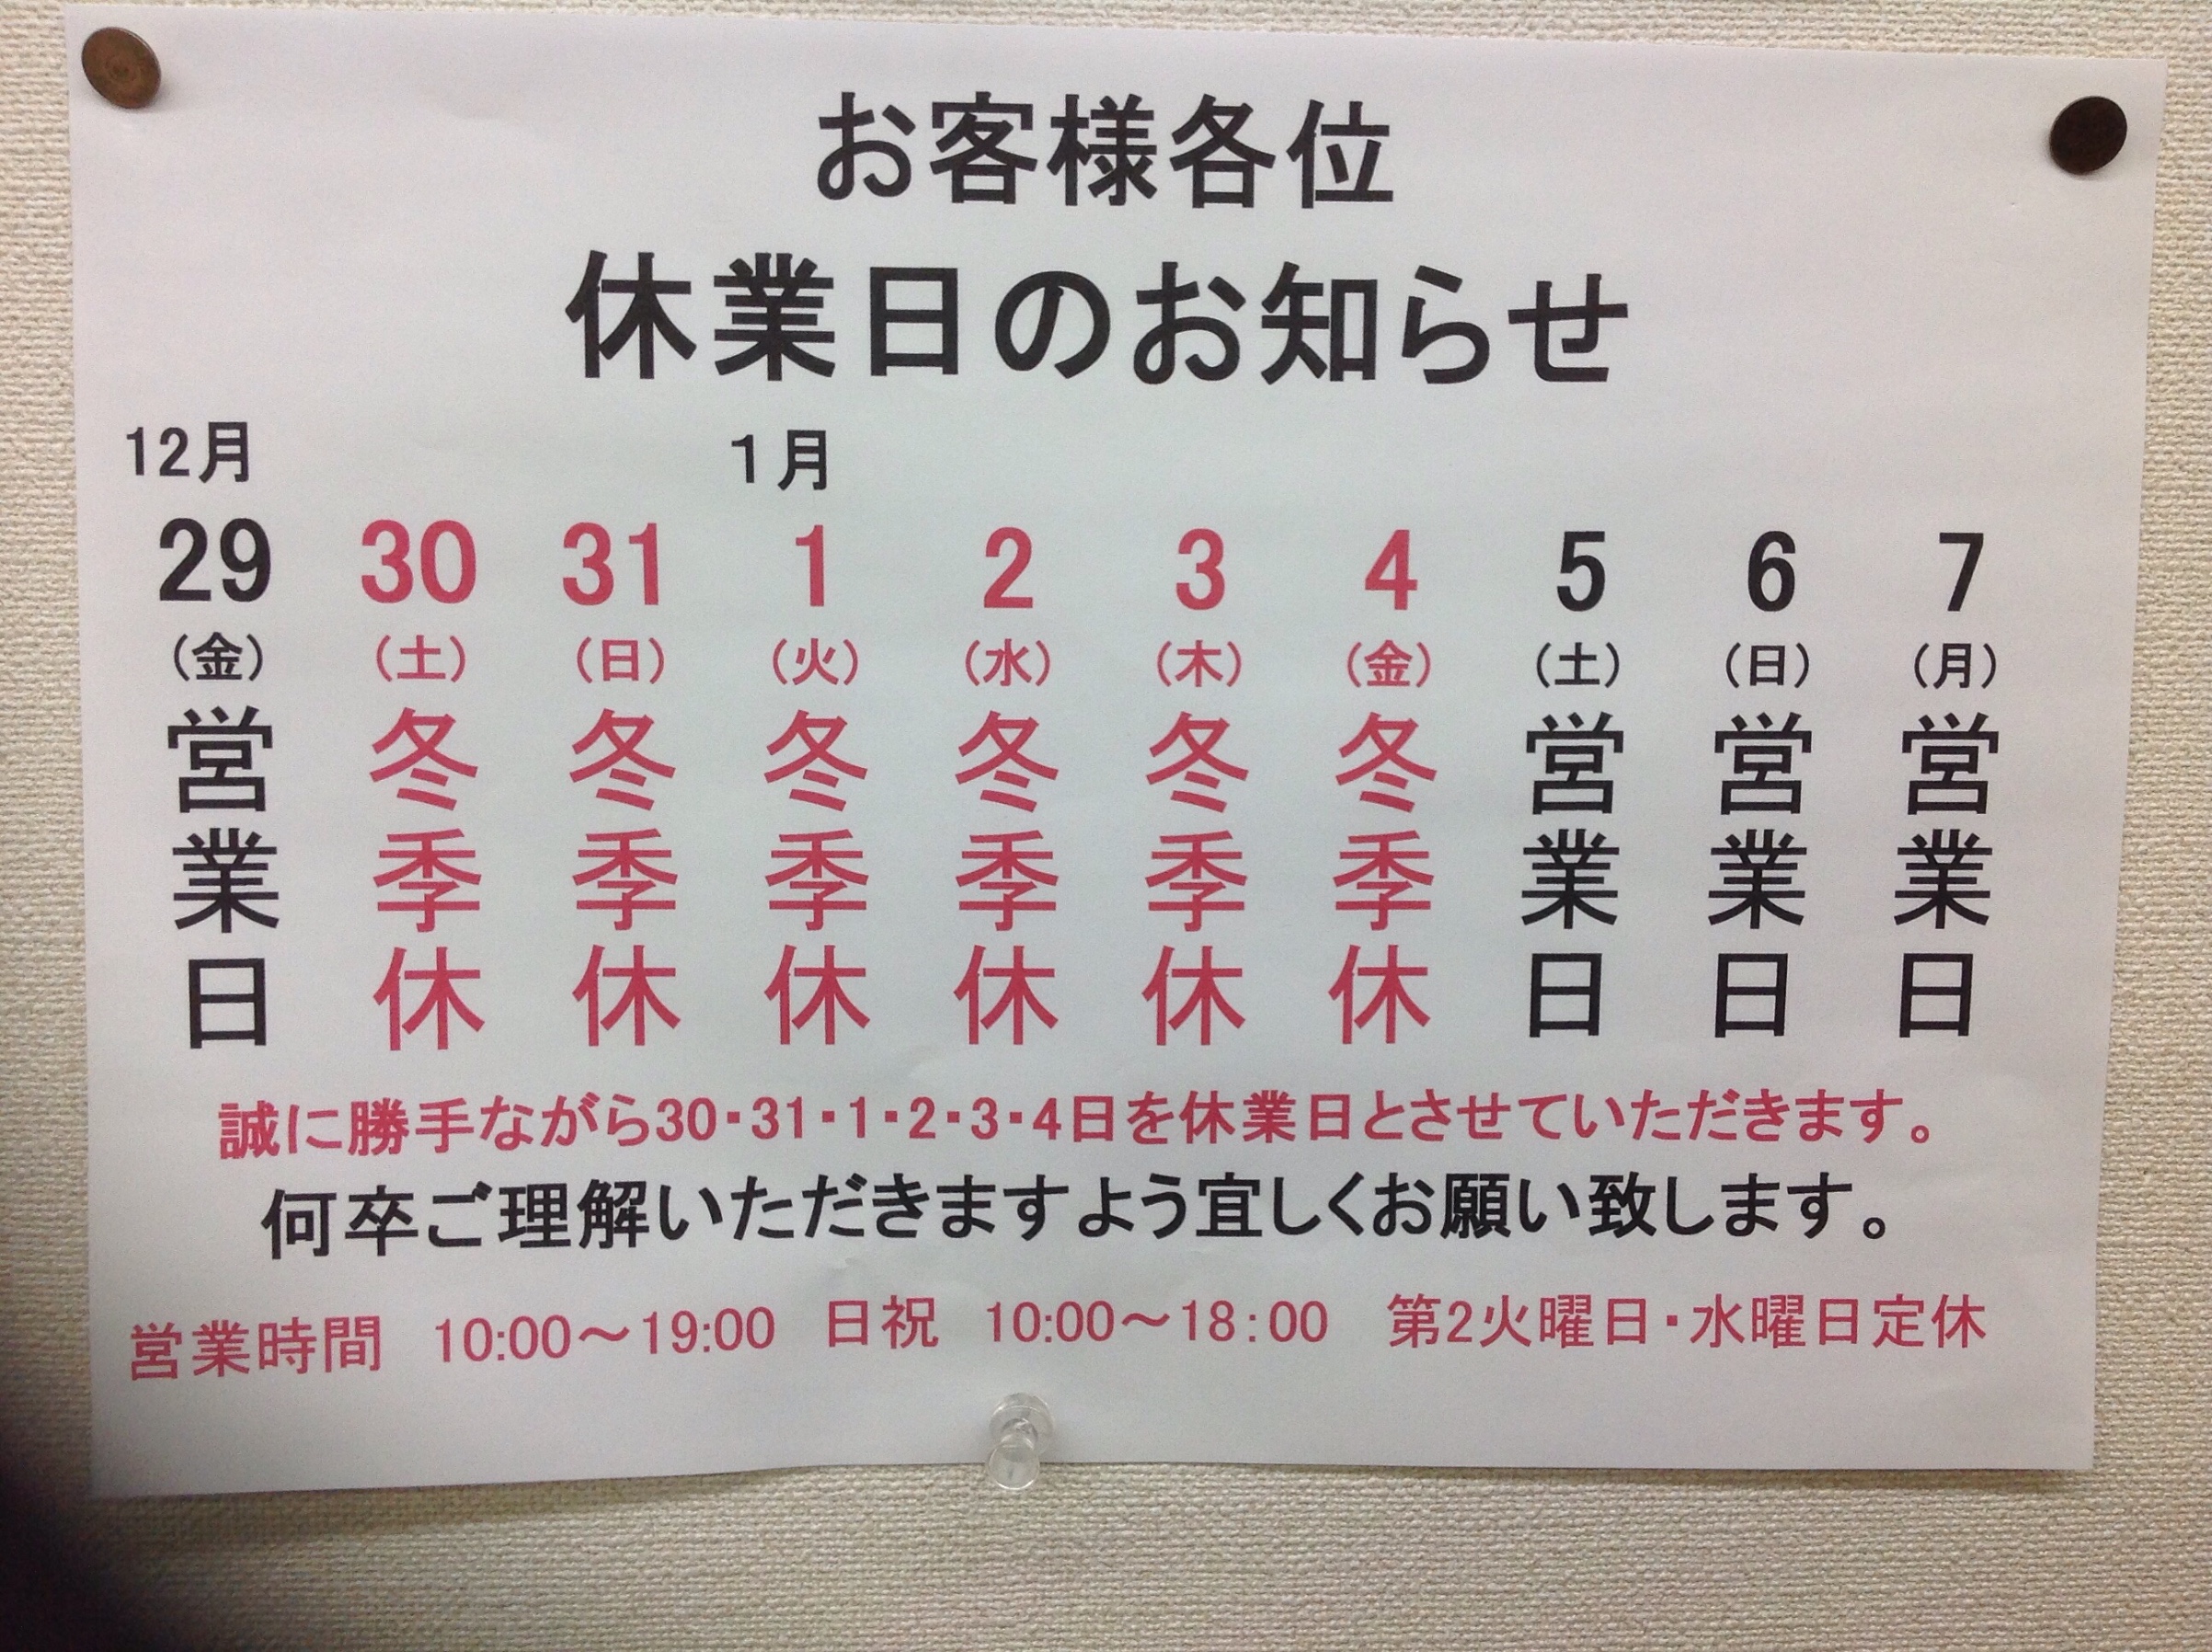 お客様各位
休業日のお知らせ
12月 1月
29 30 31 1 2 3 4 5 6 7
(金) (土) (日) (火) (水) (木) (金) (土) (日) (月)
営業日 冬季休 冬季休 冬季休 冬季休 冬季休 冬季休 営業日 営業日 営業日
誠に勝手ながら30・31・1・2・3・4日を休業日とさせていただきます。
何卒ご理解いただきますよう宜しくお願い致します。
営業時間 10:00～19:00 日祝 10:00～18:00 第2火曜日・水曜日定休